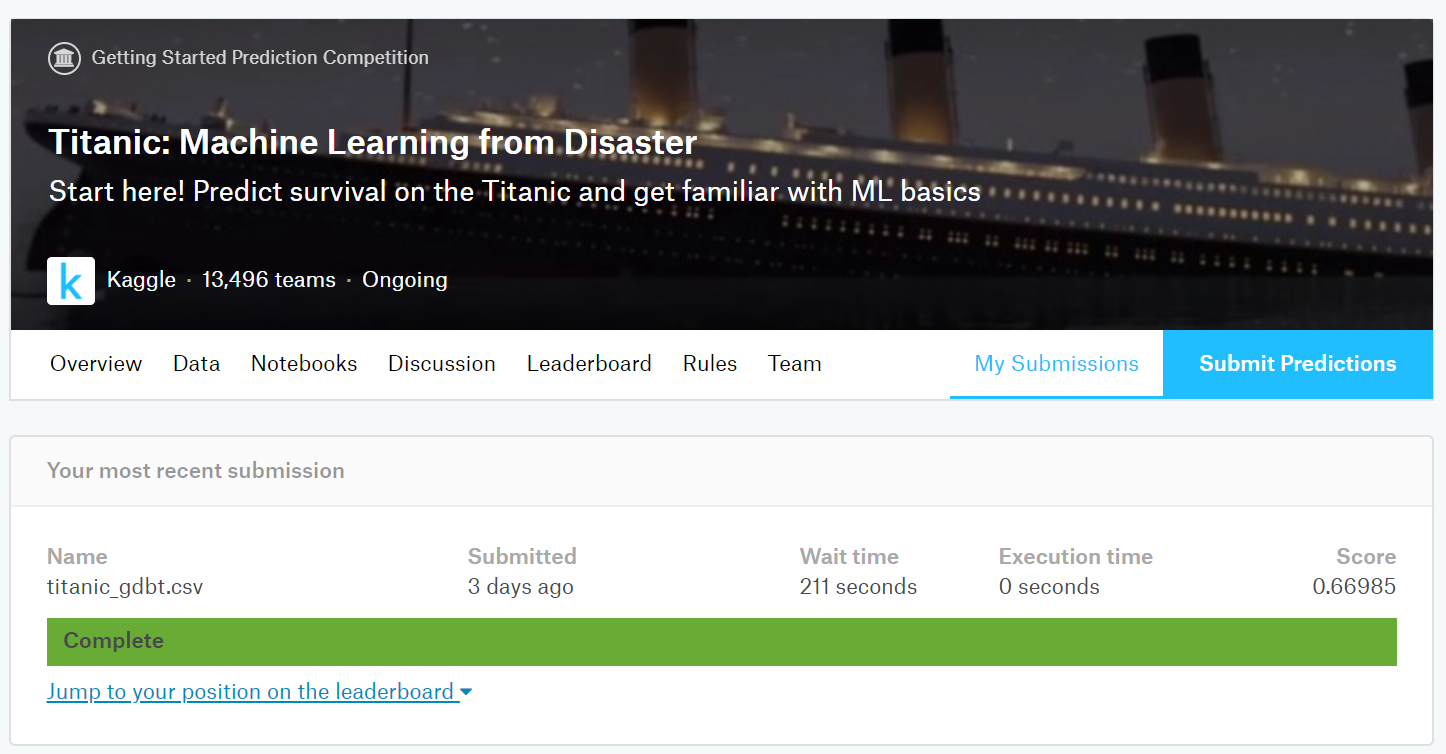 Getting Started Prediction Competition
Titanic: Machine Learning from Disaster
Start here! Predict survival on the Titanic and get familiar with ML basics
k Kaggle · 13,496 teams · Ongoing
Overview Data Notebooks Discussion Leaderboard Rules Team My Submissions Submit Predictions
Your most recent submission
Name Submitted Wait time Execution time Score
titanic_gdbt.csv 3 days ago 211 seconds 0 seconds 0.66985
Complete
Jump to your position on the leaderboard